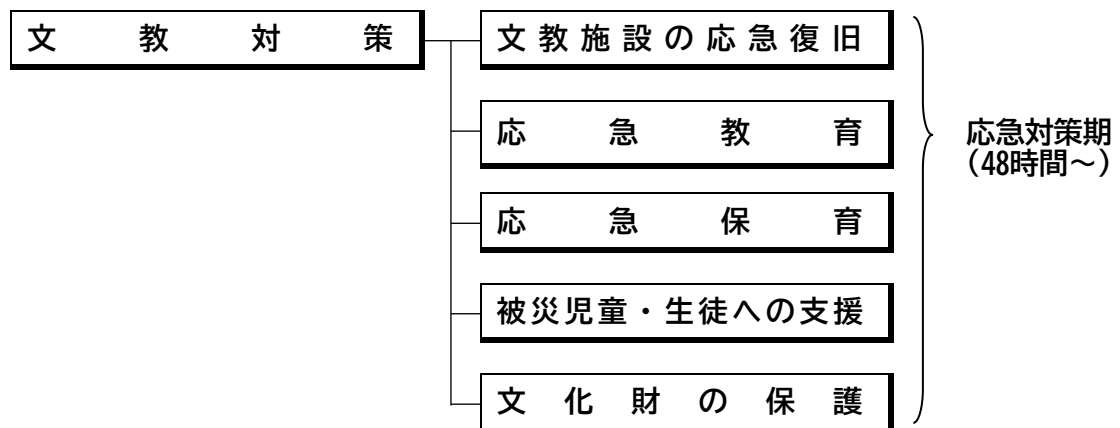 文教対策
文教施設の応急復旧
応急教育
応急保育
被災児童・生徒への支援
文化財の保護
応急対策期
（48時間～）